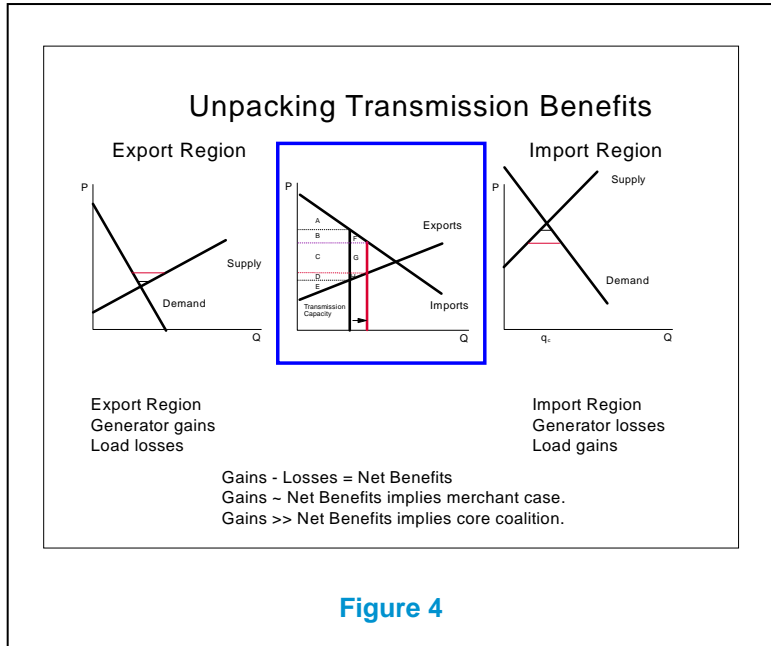 Unpacking Transmission Benefits
Export Region
P
Supply
Demand
Q
P
A
B
F
C
G
D
H
E
Exports
Imports
Transmission
Capacity
Q
Import Region
P
Supply
Demand
qc
Q
Export Region
Generator gains
Load losses
Import Region
Generator losses
Load gains
Gains - Losses = Net Benefits
Gains ~ Net Benefits implies merchant case.
Gains >> Net Benefits implies core coalition.
Figure 4